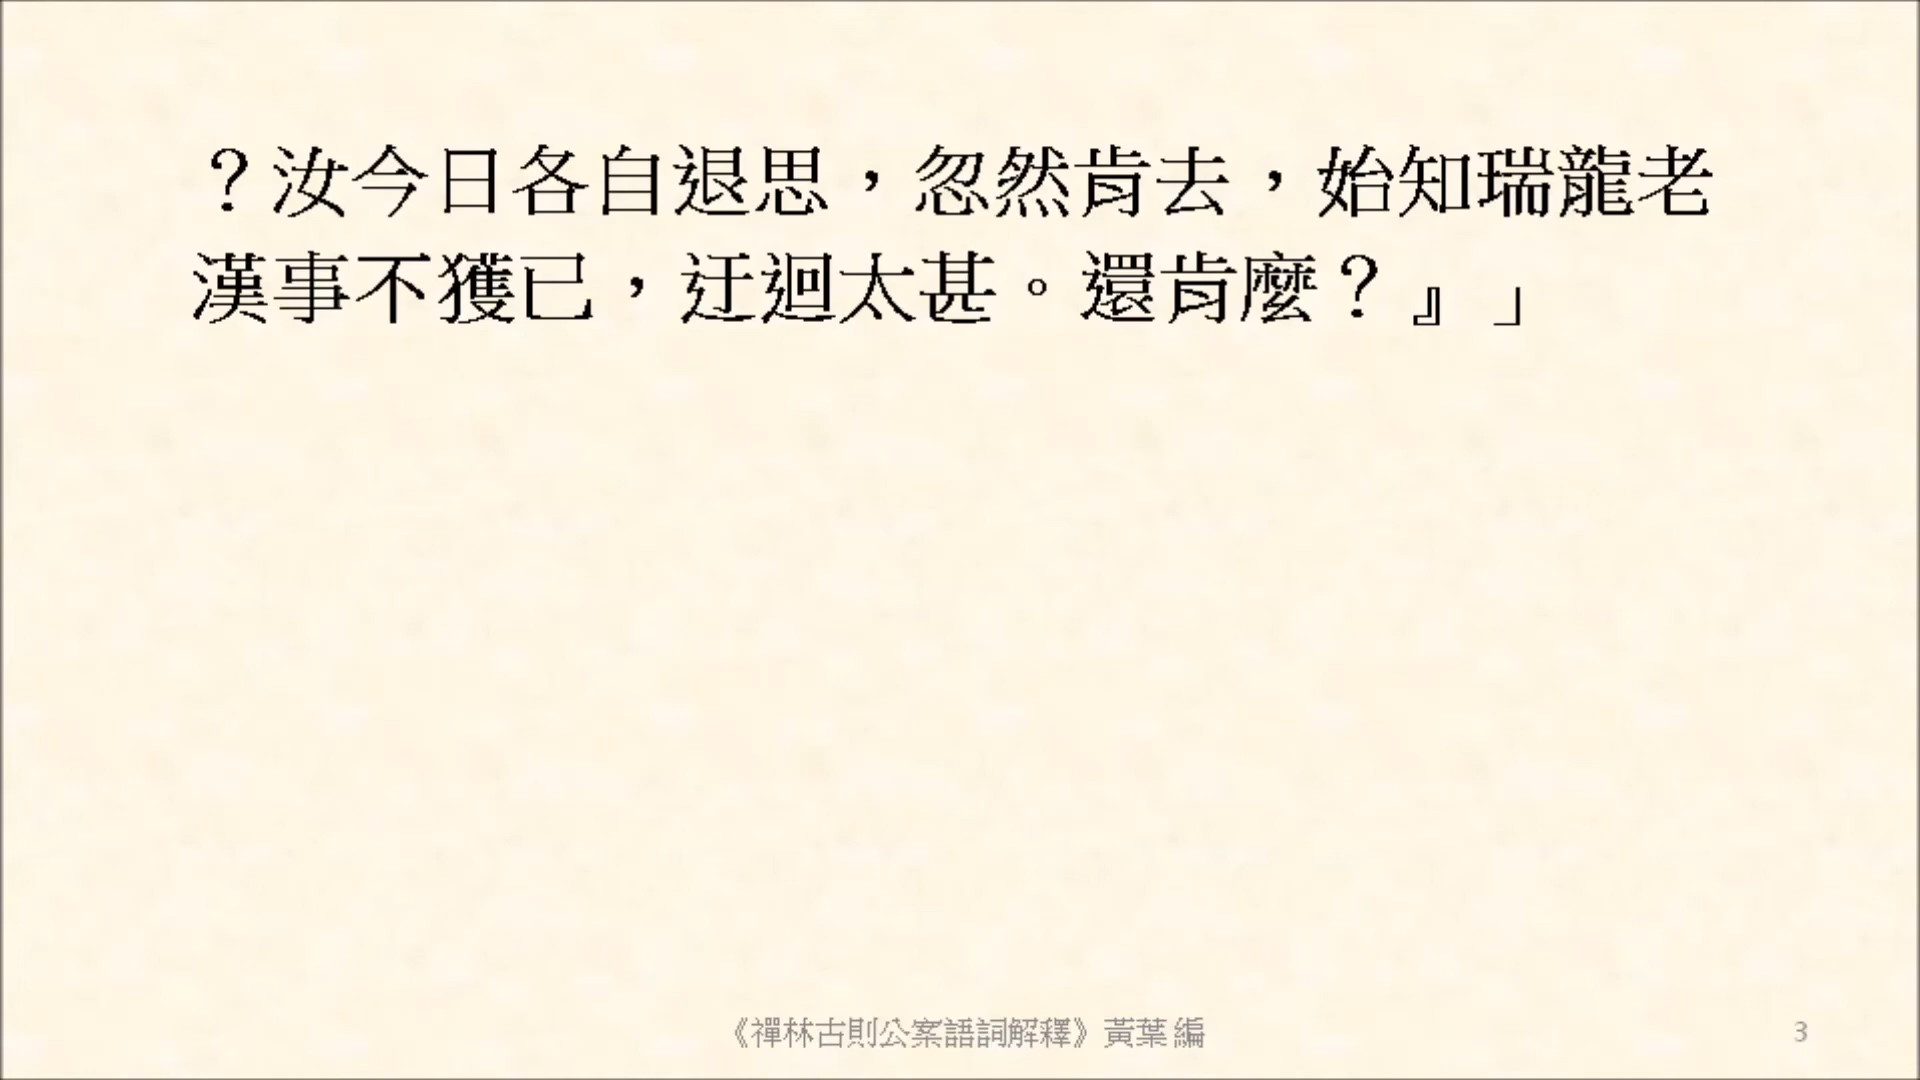 ？汝今日各自退思，忽然肯去，始知瑞龍老
漢事不獲已，迂迴太甚。還肯麼？』」
《禪林古則公案語詞解釋》黃葉 編
3